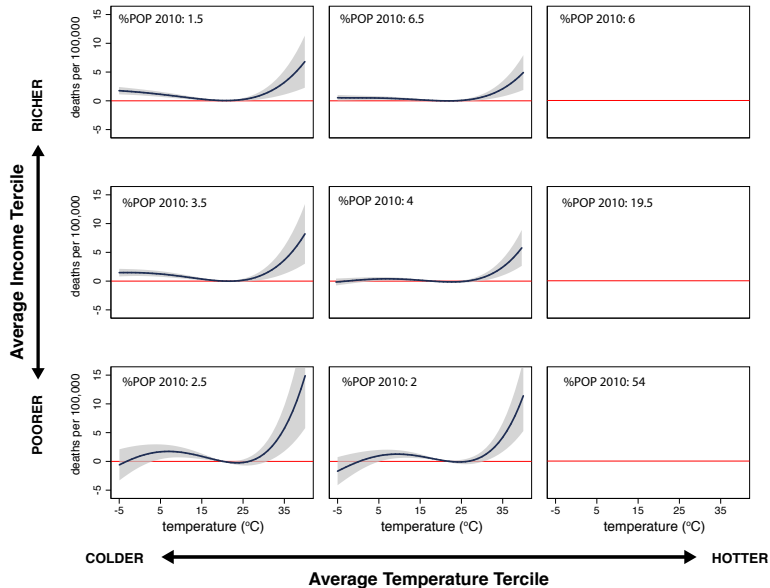 %POP 2010: 1.5
%POP 2010: 6.5
%POP 2010: 6
deaths per 100,000
15
10
5
0
-5
RICHER
%POP 2010: 3.5
%POP 2010: 4
%POP 2010: 19.5
deaths per 100,000
15
10
5
0
-5
Average Income Tercile
%POP 2010: 2.5
%POP 2010: 2
%POP 2010: 54
deaths per 100,000
15
10
5
0
-5
POORER
-5 5 15 25 35
-5 5 15 25 35
-5 5 15 25 35
temperature (°C)
temperature (°C)
temperature (°C)
COLDER
HOTTER
Average Temperature Tercile